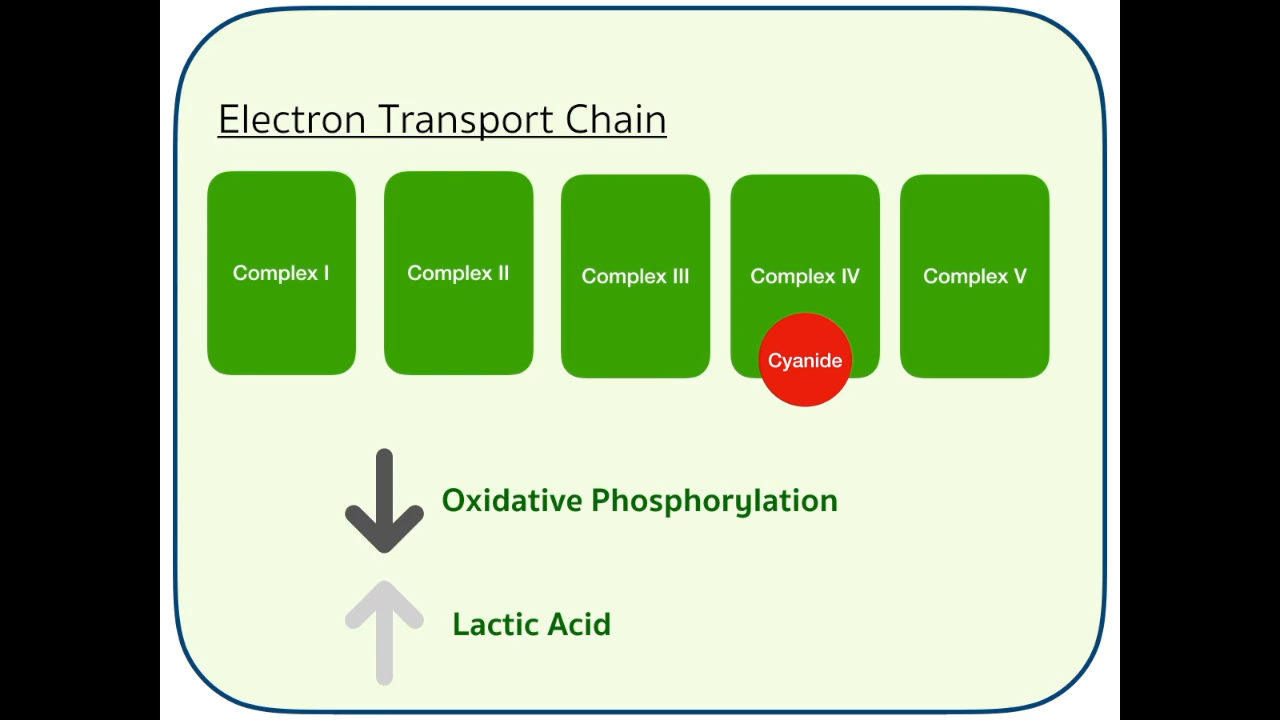 Electron Transport Chain
Complex I
Complex II
Complex III
Complex IV
Complex V
Cyanide
Oxidative Phosphorylation
Lactic Acid